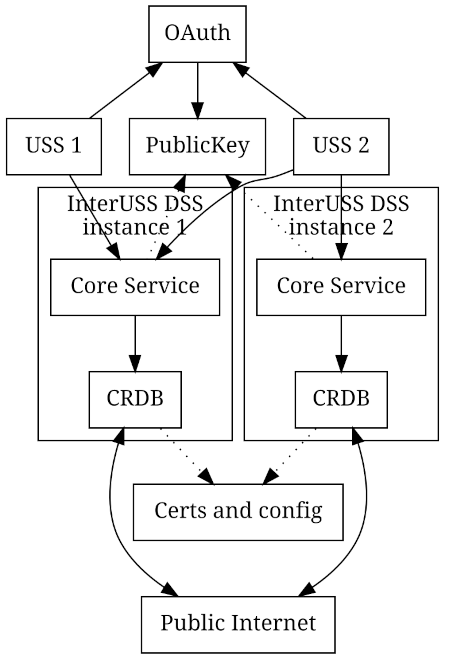 OAuth
USS 1
PublicKey
USS 2
InterUSS DSS
instance 1
InterUSS DSS
instance 2
Core Service
Core Service
CRDB
CRDB
Certs and config
Public Internet